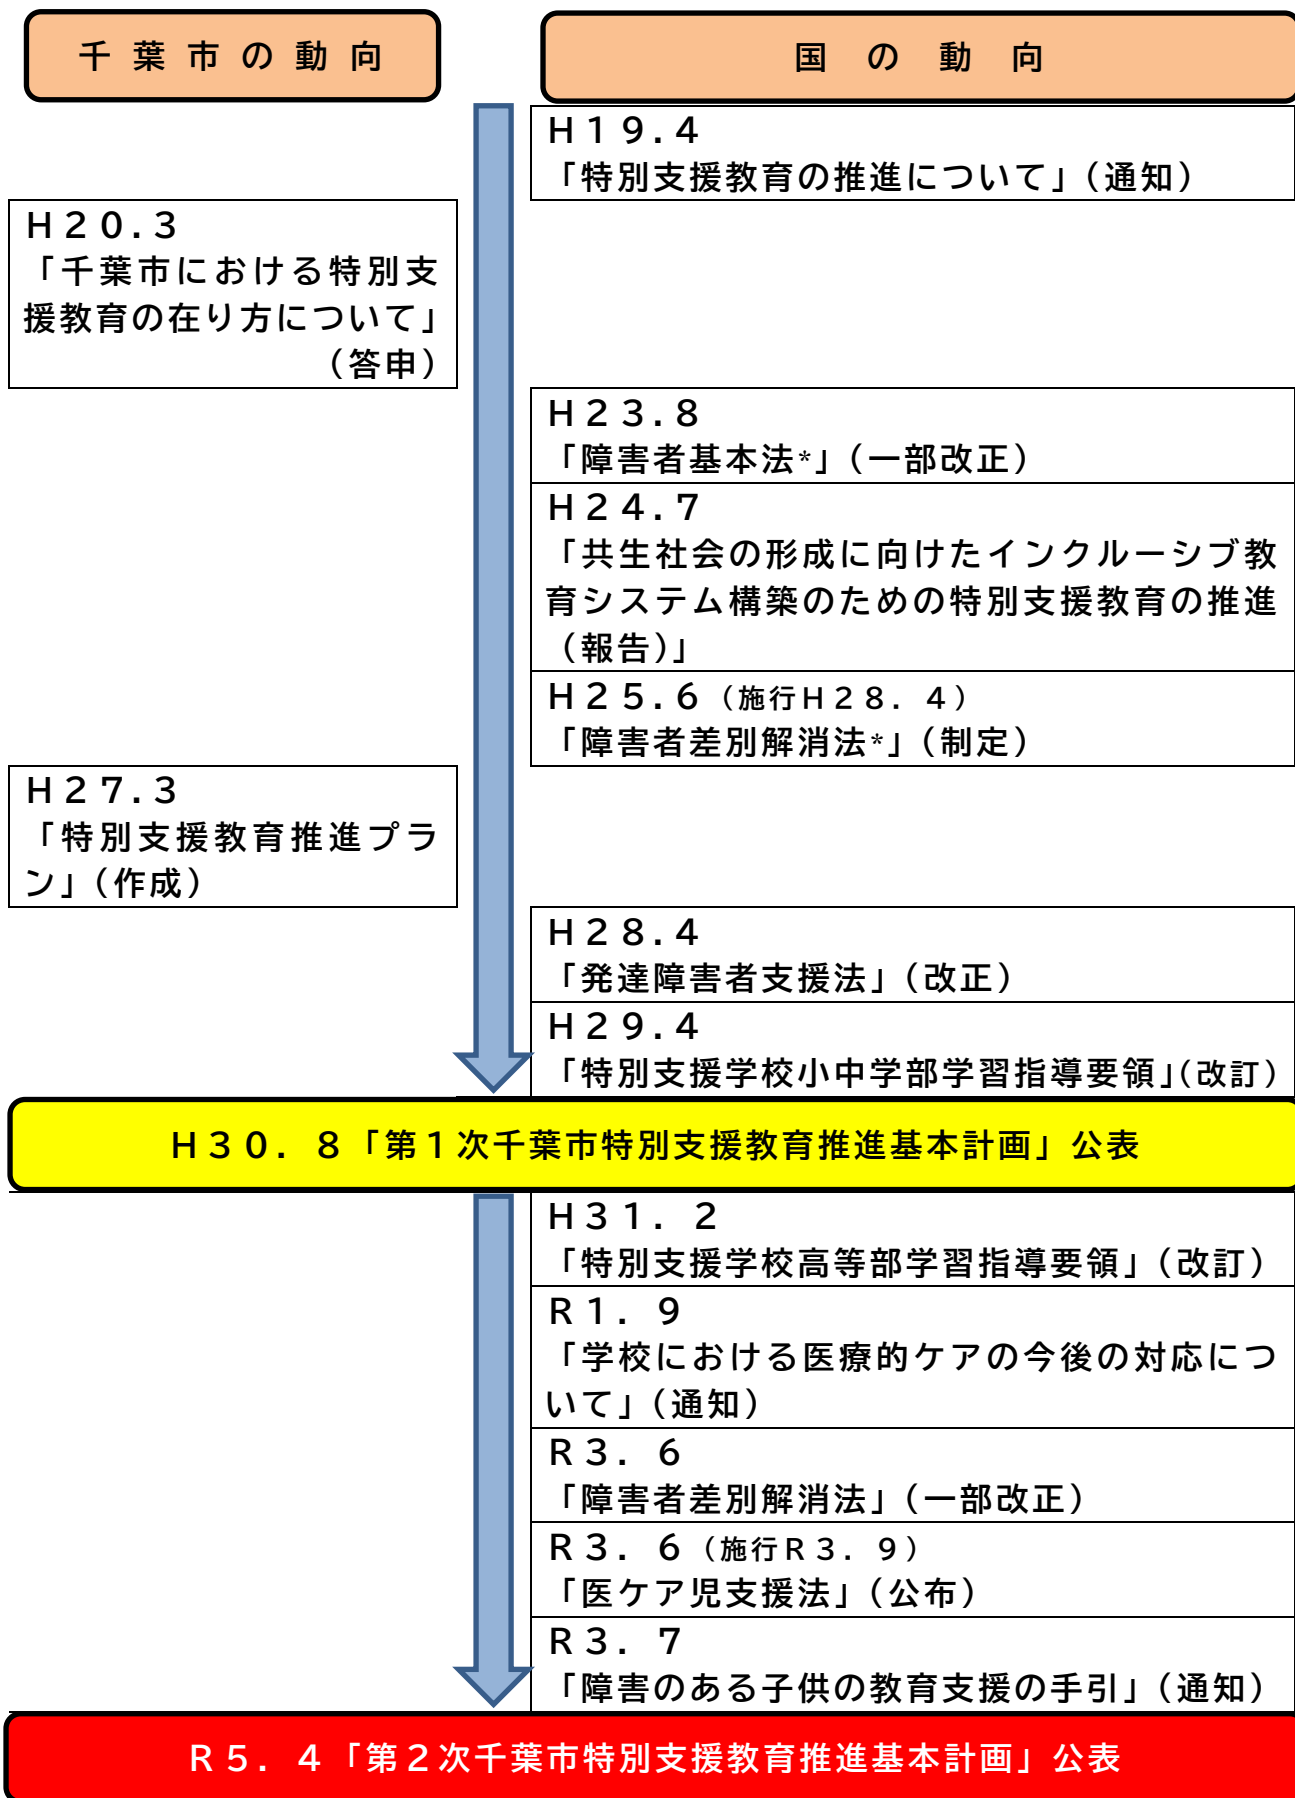 千葉市の動向
国の動向
H19.4
「特別支援教育の推進について」（通知）
H20.3
「千葉市における特別支
援教育の在り方について」
（答申）
H23.8
「障害者基本法*」（一部改正）
H24.7
「共生社会の形成に向けたインクルーシブ教
育システム構築のための特別支援教育の推進
（報告）」
H25.6（施行H28．4）
「障害者差別解消法*」（制定）
H27.3
「特別支援教育推進プラ
ン」（作成）
H28.4
「発達障害者支援法」（改正）
H29.4
「特別支援学校小中学部学習指導要領」（改訂）
H30．8「第1次千葉市特別支援教育推進基本計画」公表
H31．2
「特別支援学校高等部学習指導要領」（改訂）
R1．9
「学校における医療的ケアの今後の対応につ
いて」（通知）
R3．6
「障害者差別解消法」（一部改正）
R3．6（施行R3．9）
「医ケア児支援法」（公布）
R3．7
「障害のある子供の教育支援の手引」（通知）
R5．4「第2次千葉市特別支援教育推進基本計画」公表